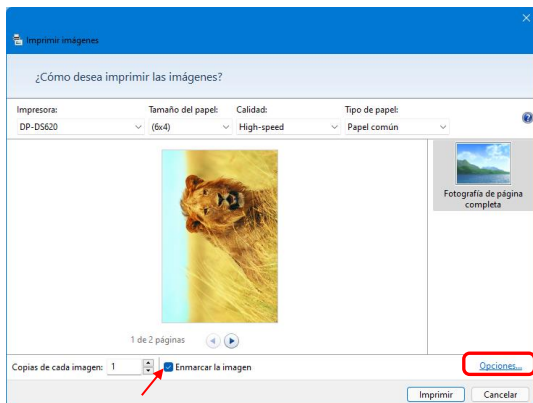 Imprimir imágenes
¿Cómo desea imprimir las imágenes?
Impresora: Tamaño del papel: Calidad: Tipo de papel:
DP-DS620 (6x4) High-speed Papel común
Fotografía de página
completa
1 de 2 páginas
Copias de cada imagen: 1 Enmarcar la imagen Opciones...
Imprimir Cancelar